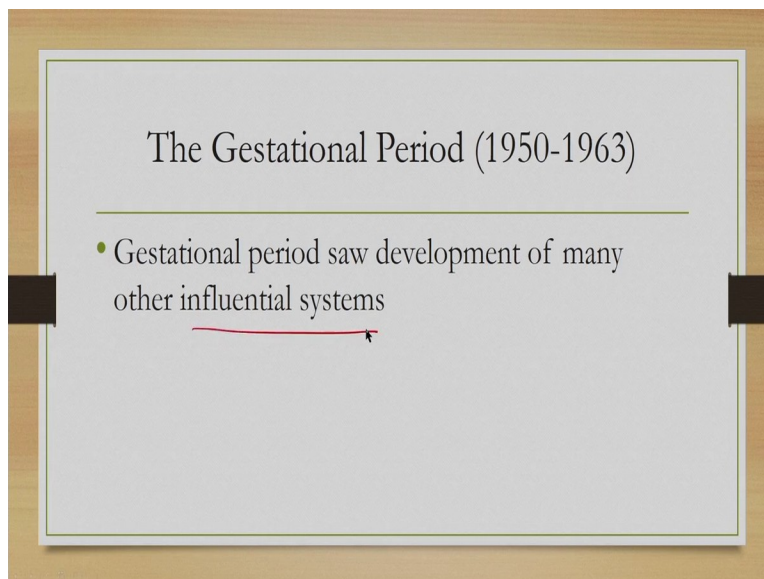 The Gestational Period (1950-1963)
• Gestational period saw development of many
other influential systems